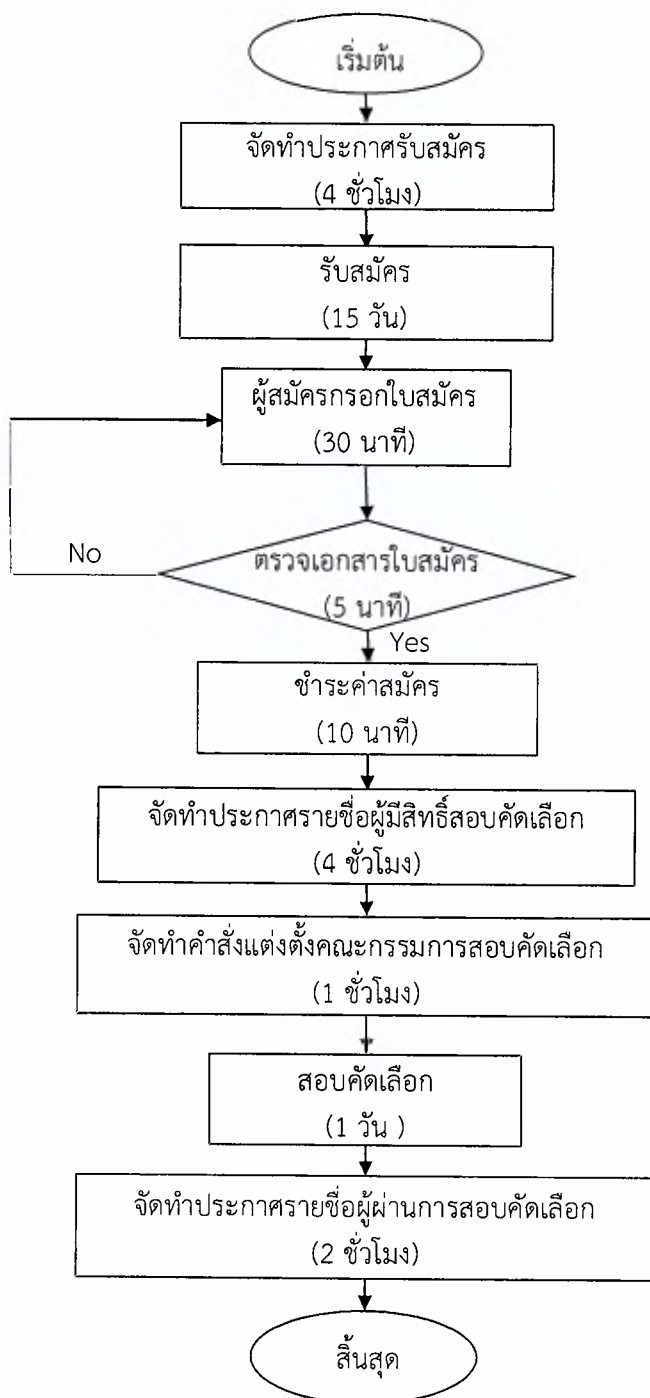 เริ่มต้น
จัดทำประกาศรับสมัคร
(4 ชั่วโมง)
รับสมัคร
(15 วัน)
ผู้สมัครกรอกใบสมัคร
(30 นาที)
No
ตรวจเอกสารใบสมัคร
(5 นาที)
Yes
ชำระค่าสมัคร
(10 นาที)
จัดทำประกาศรายชื่อผู้มีสิทธิ์สอบคัดเลือก
(4 ชั่วโมง)
จัดทำคำสั่งแต่งตั้งคณะกรรมการสอบคัดเลือก
(1 ชั่วโมง)
สอบคัดเลือก
(1 วัน )
จัดทำประกาศรายชื่อผู้ผ่านการสอบคัดเลือก
(2 ชั่วโมง)
สิ้นสุด